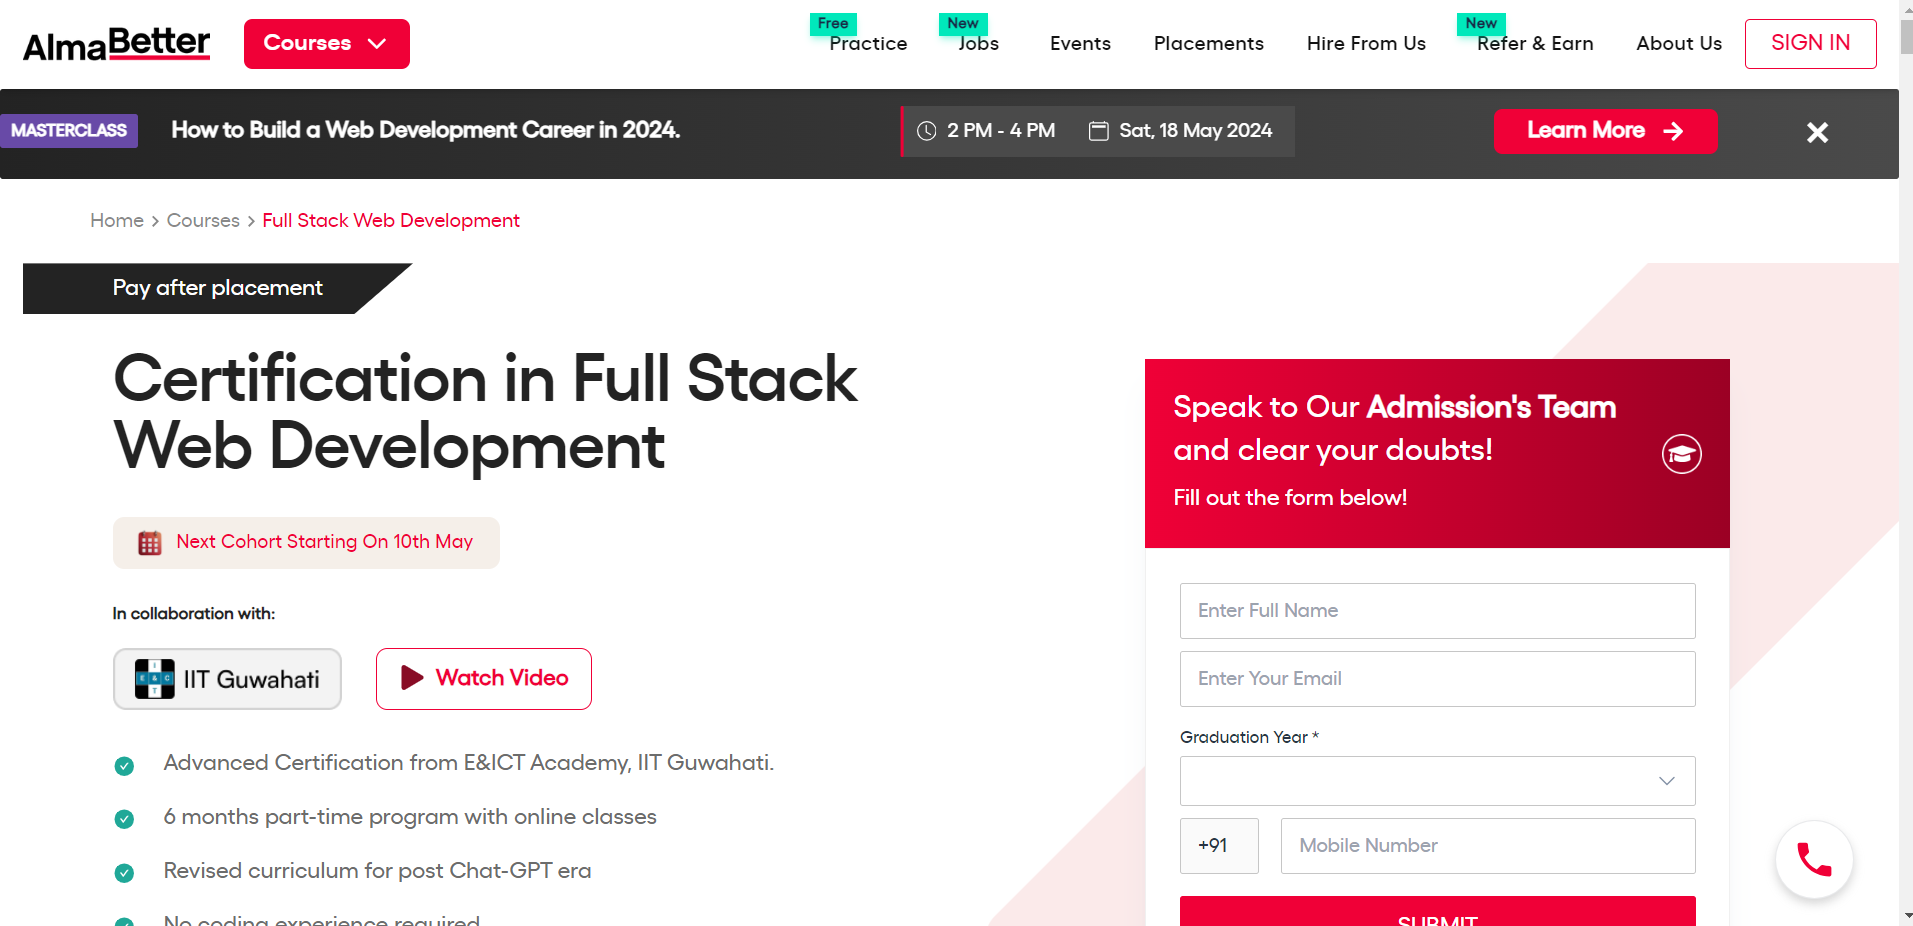 AlmaBetter
Courses
Free
Practice
New
Jobs
Events
Placements
Hire From Us
New
Refer & Earn
About Us
SIGN IN
MASTERCLASS
How to Build a Web Development Career in 2024.
2 PM - 4 PM
Sat, 18 May 2024
Learn More
Home > Courses > Full Stack Web Development
Pay after placement
Certification in Full Stack
Web Development
Next Cohort Starting On 10th May
In collaboration with:
E & C
I T
IIT Guwahati
Watch Video
Advanced Certification from E&ICT Academy, IIT Guwahati.
6 months part-time program with online classes
Revised curriculum for post Chat-GPT era
No coding experience required
Speak to Our Admission's Team
and clear your doubts!
Fill out the form below!
Enter Full Name
Enter Your Email
Graduation Year *
+91
Mobile Number
SUBMIT